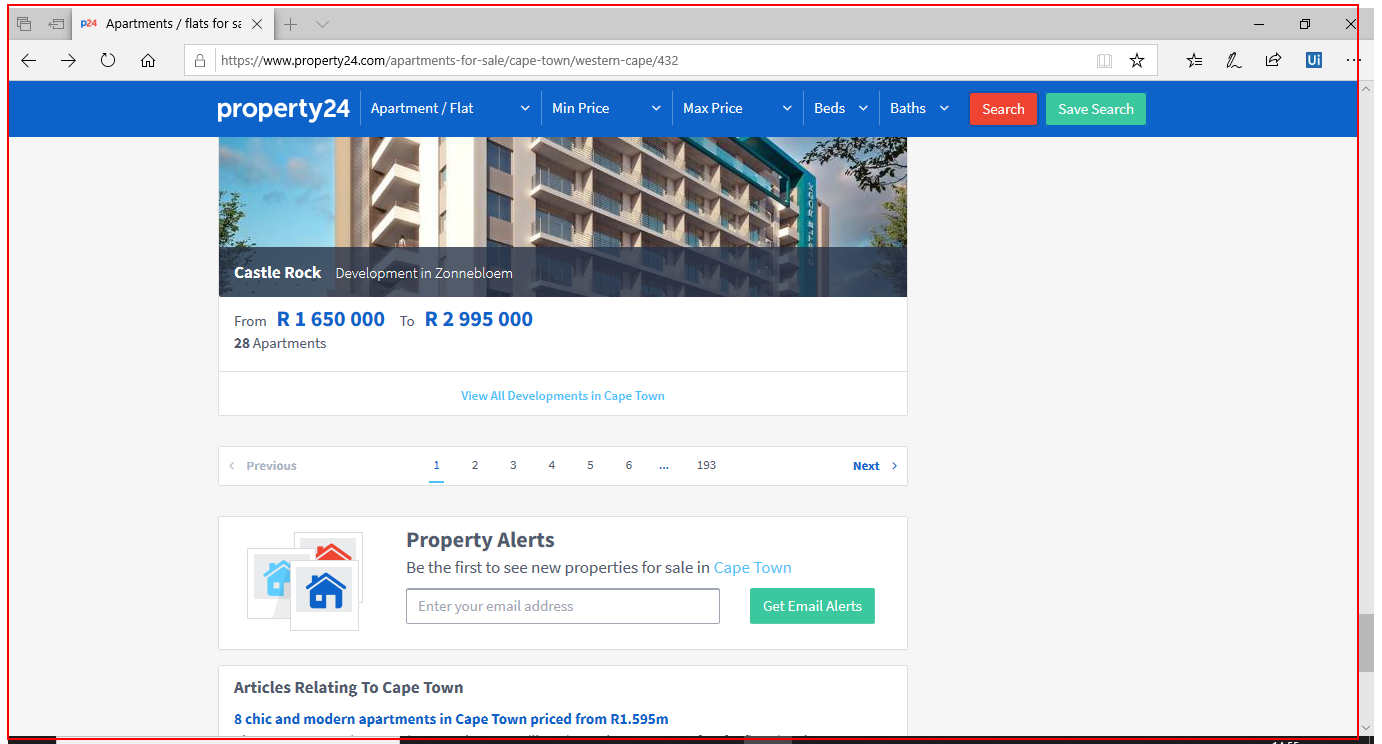 p24 Apartments / flats for sa
https://www.property24.com/apartments-for-sale/cape-town/western-cape/432
Ui
property24 Apartment / Flat Min Price Max Price Beds Baths Search Save Search
Castle Rock Development in Zonnebloem
From R 1 650 000 To R 2 995 000
28 Apartments
View All Developments in Cape Town
Previous 1 2 3 4 5 6 ... 193 Next
Property Alerts
Be the first to see new properties for sale in Cape Town
Enter your email address Get Email Alerts
Articles Relating To Cape Town
8 chic and modern apartments in Cape Town priced from R1.595m